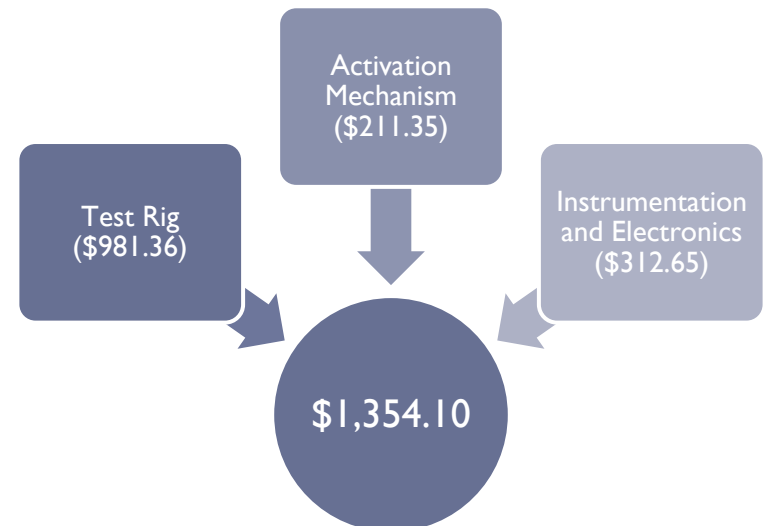 Activation
Mechanism
($211.35)
Test Rig
($981.36)
Instrumentation
and Electronics
($312.65)
$1,354.10